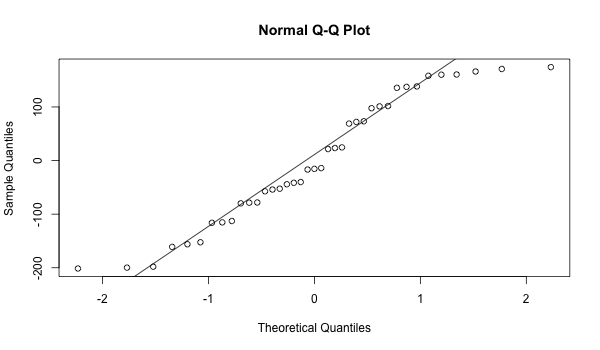 Normal Q-Q Plot
Sample Quantiles
100
0
-100
-200
-2 -1 0 1 2
Theoretical Quantiles